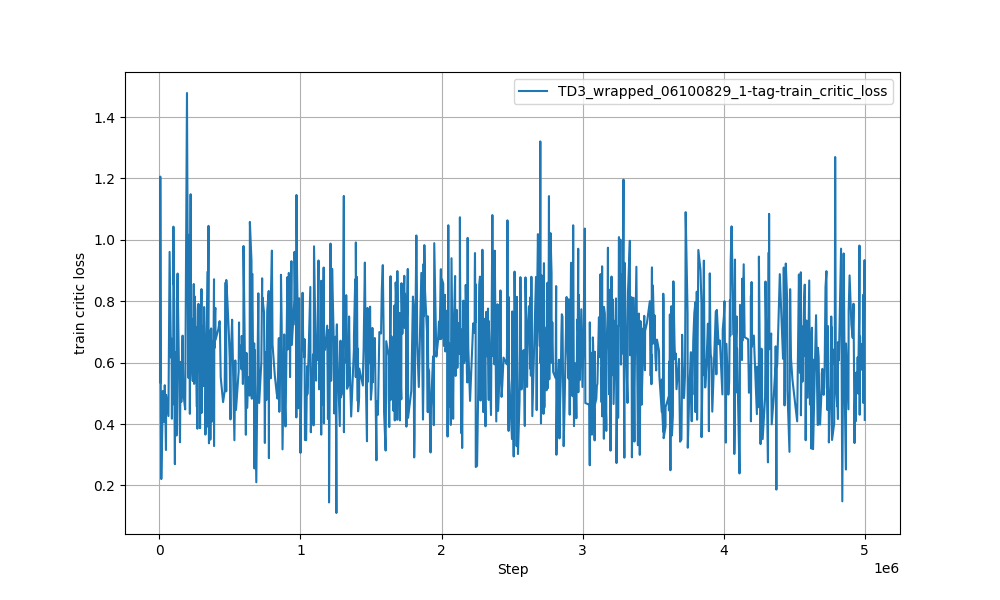 TD3_wrapped_06100829_1-tag-train_critic_loss
1.4
1.2
1.0
0.8
0.6
0.4
0.2
train critic loss
0 1 2 3 4 5
1e6
Step